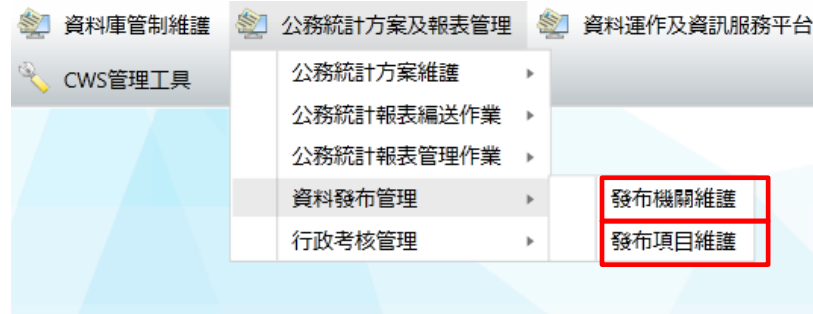 資料庫管制維護 公務統計方案及報表管理 資料運作及資訊服務平台
CWS管理工具
公務統計方案維護
公務統計報表編送作業
公務統計報表管理作業
資料發布管理
行政考核管理
發布機關維護
發布項目維護